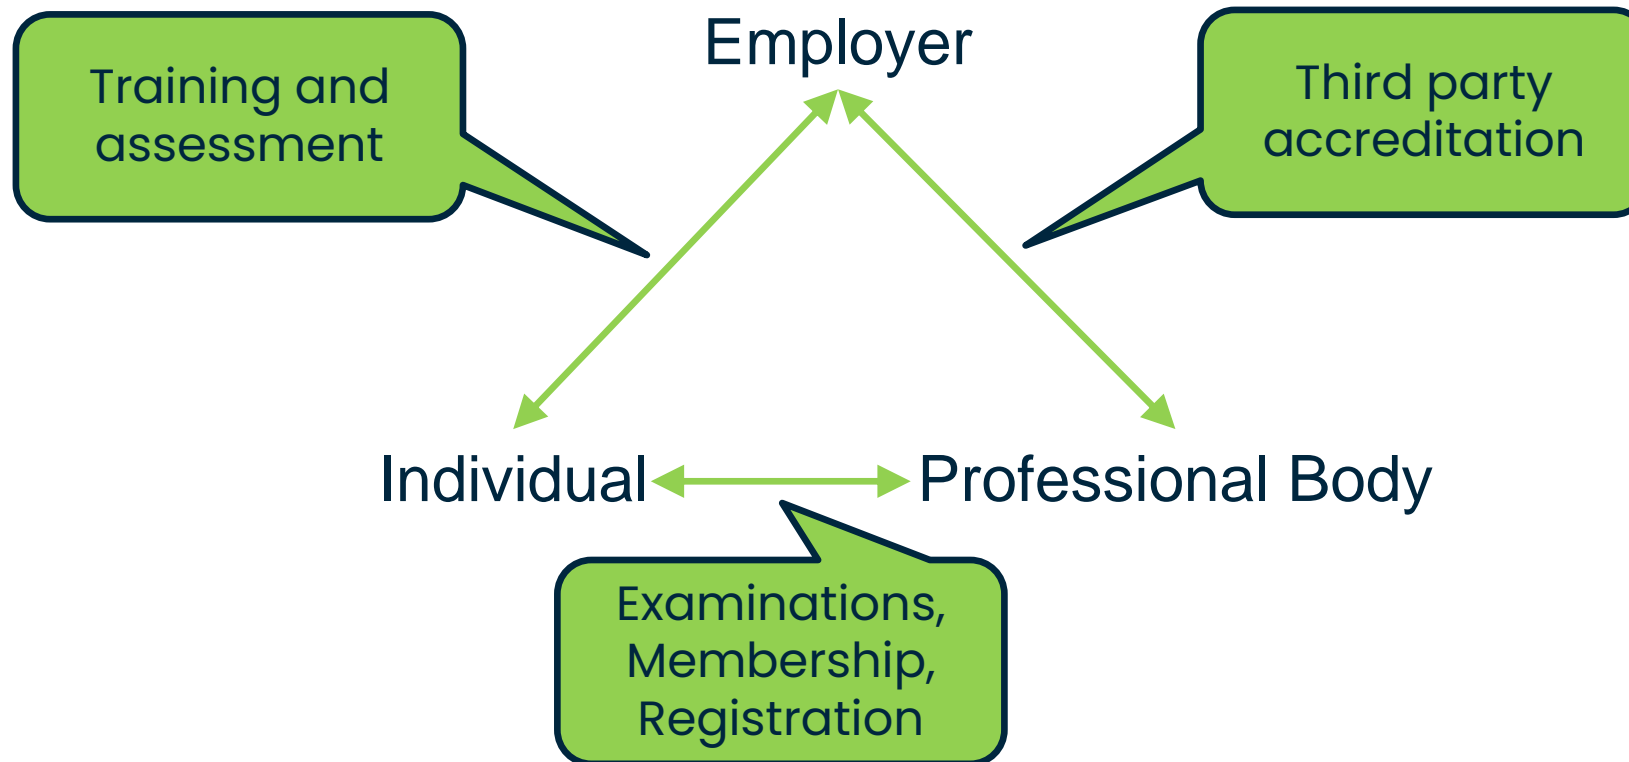 Employer
Training and
assessment
Third party
accreditation
Individual
Professional Body
Examinations,
Membership,
Registration